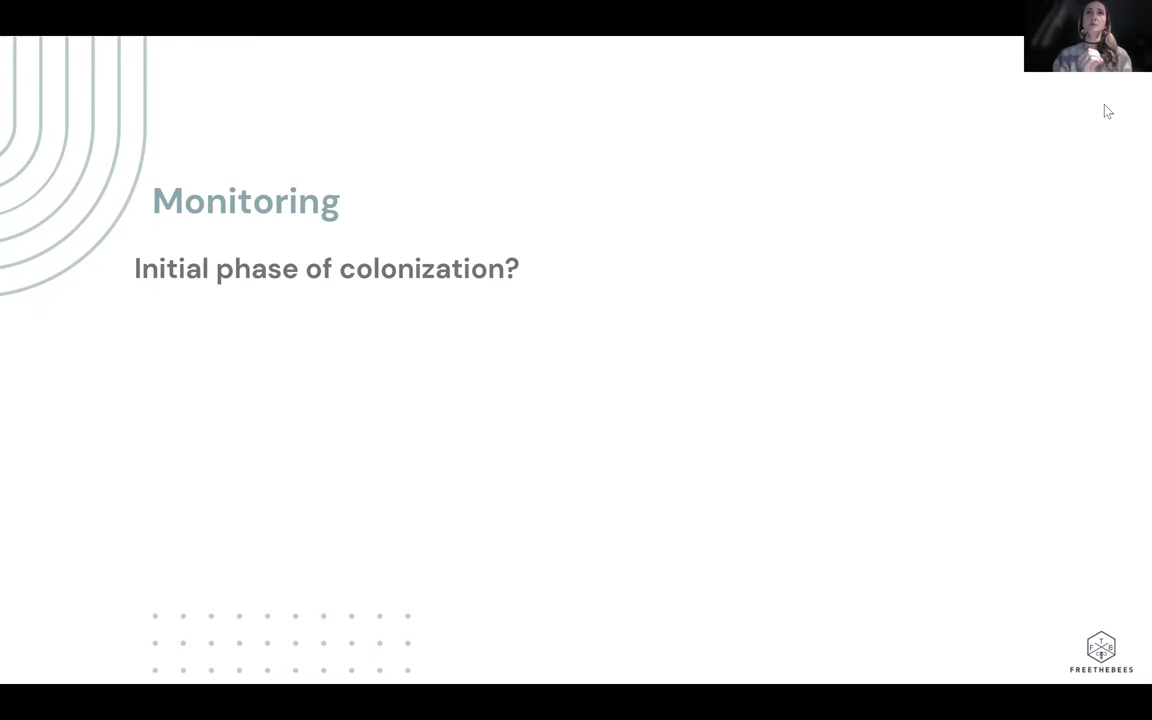 Monitoring
Initial phase of colonization?
F T B
FREETHEBEES